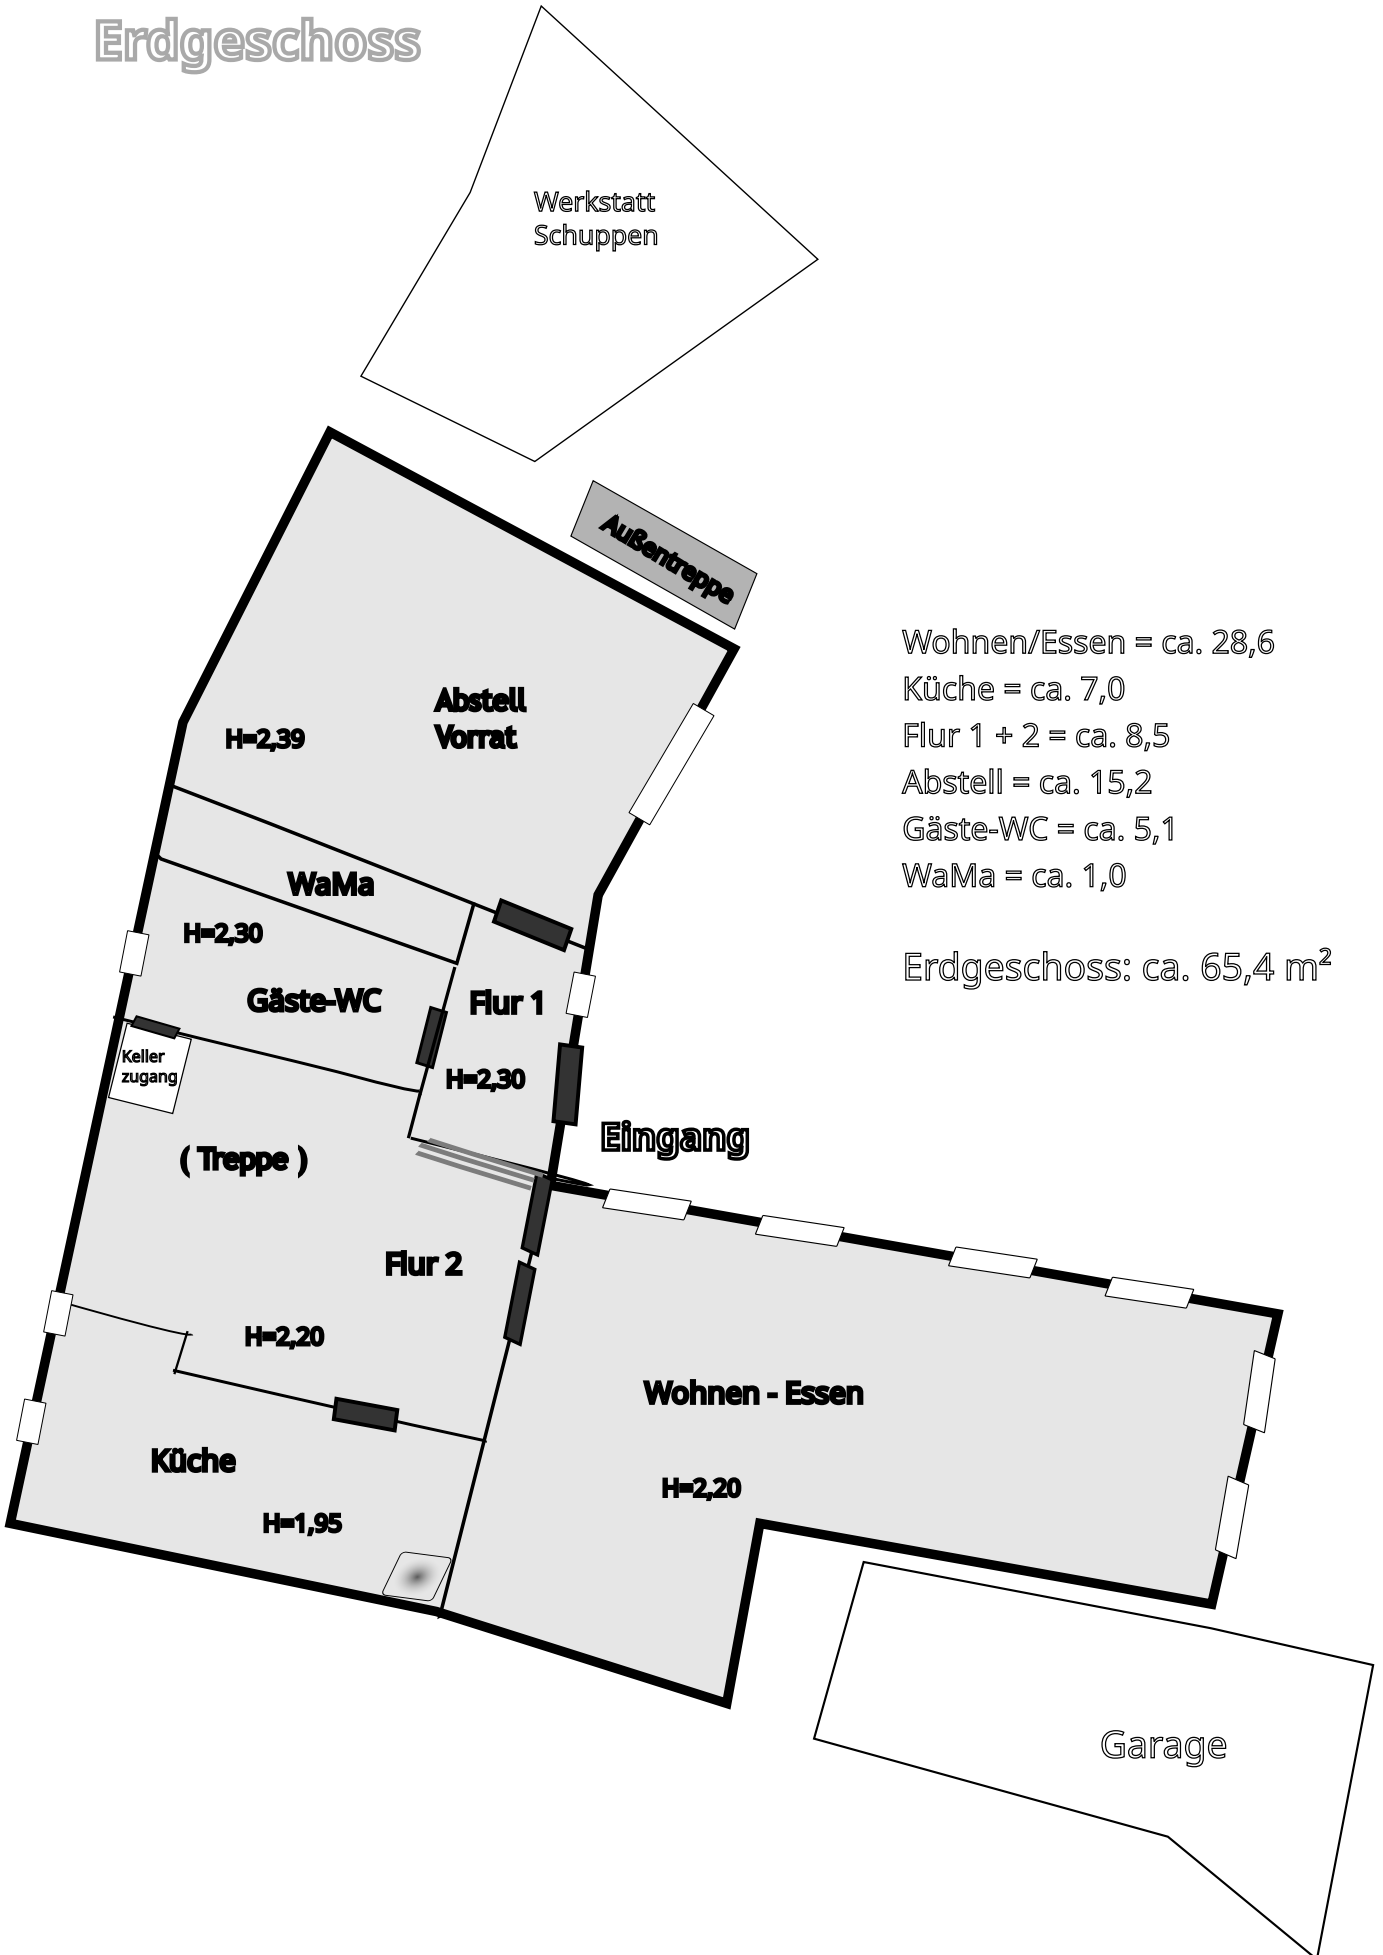 Erdgeschoss
Werkstatt
Schuppen
Außentreppe
Wohnen/Essen = ca. 28,6
Küche = ca. 7,0
Flur 1 + 2 = ca. 8,5
Abstell = ca. 15,2
Gäste-WC = ca. 5,1
WaMa = ca. 1,0
Erdgeschoss: ca. 65,4 m²
Abstell
Vorrat
H=2,39
WaMa
H=2,30
Gäste-WC
Flur 1
H=2,30
Keller
zugang
Eingang
( Treppe )
Flur 2
H=2,20
Wohnen - Essen
H=2,20
Küche
H=1,95
Garage